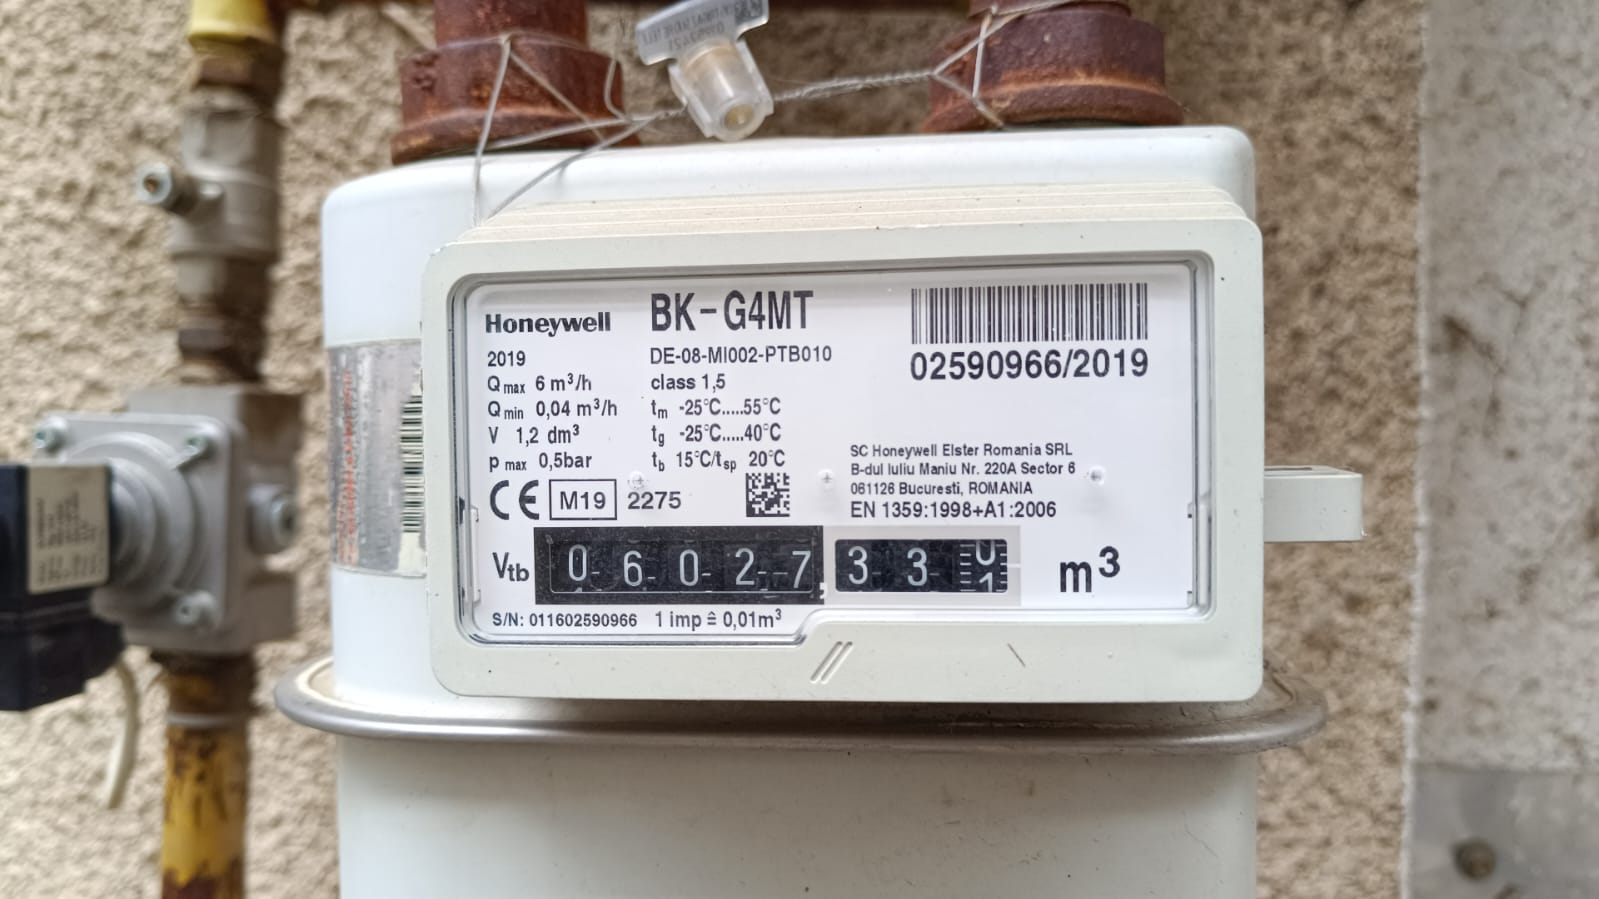 Honeywell
BK-G4MT
2019
DE-08-MI002-PTB010
02590966/2019
Qmax 6 m³/h
class 1,5
Qmin 0,04 m³/h
tm -25°C.....55°C
V 1,2 dm³
tg -25°C.....40°C
pmax 0,5bar
tb 15°C/tsp 20°C
SC Honeywell Elster Romania SRL
B-dul Iuliu Maniu Nr. 220A Sector 6
061126 Bucuresti, ROMANIA
EN 1359:1998+A1:2006
CE M19 2275
Vtb 0 6 0 2 7 3 3 0 m³
1
S/N: 011602590966 1 imp ≙ 0,01m³